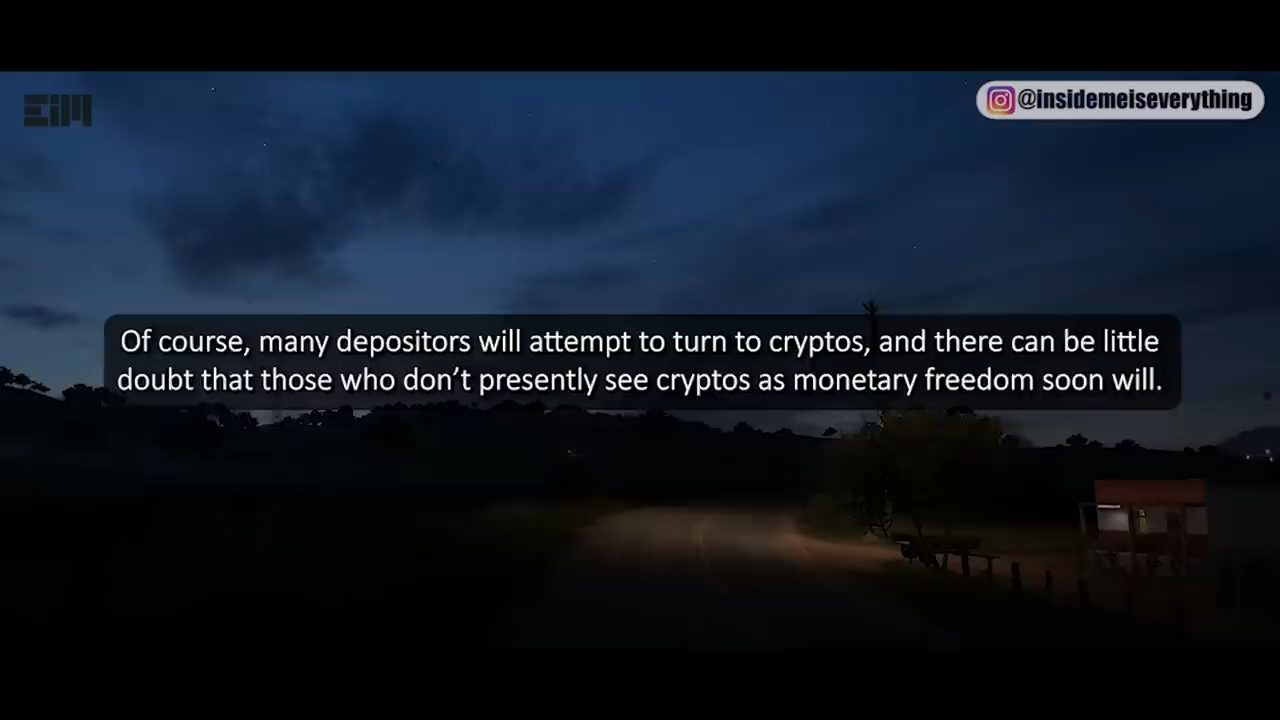 EiM
@insidemeiseverything
Of course, many depositors will attempt to turn to cryptos, and there can be little
doubt that those who don’t presently see cryptos as monetary freedom soon will.